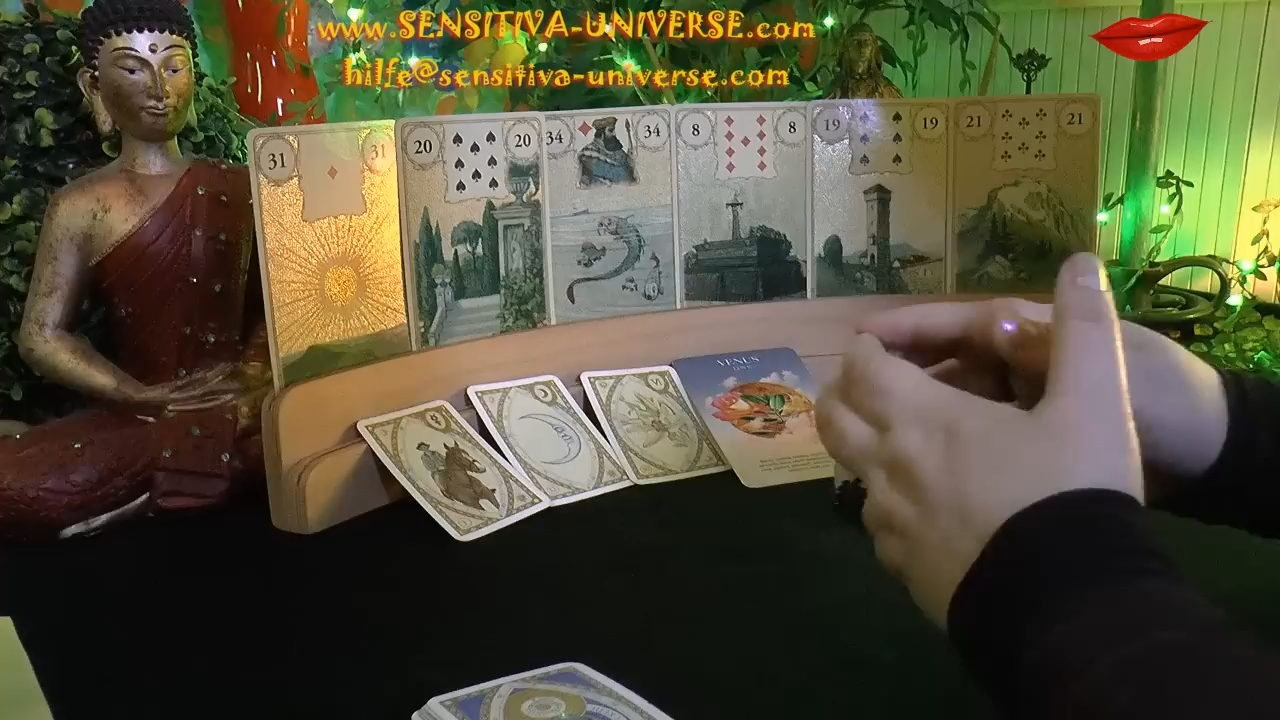 www.SENSITIVA-UNIVERSE.com
hilfe@sensitiva-universe.com
31 31
20 20
34 34
8 8
19 19
21 21
VENUS
LOVE